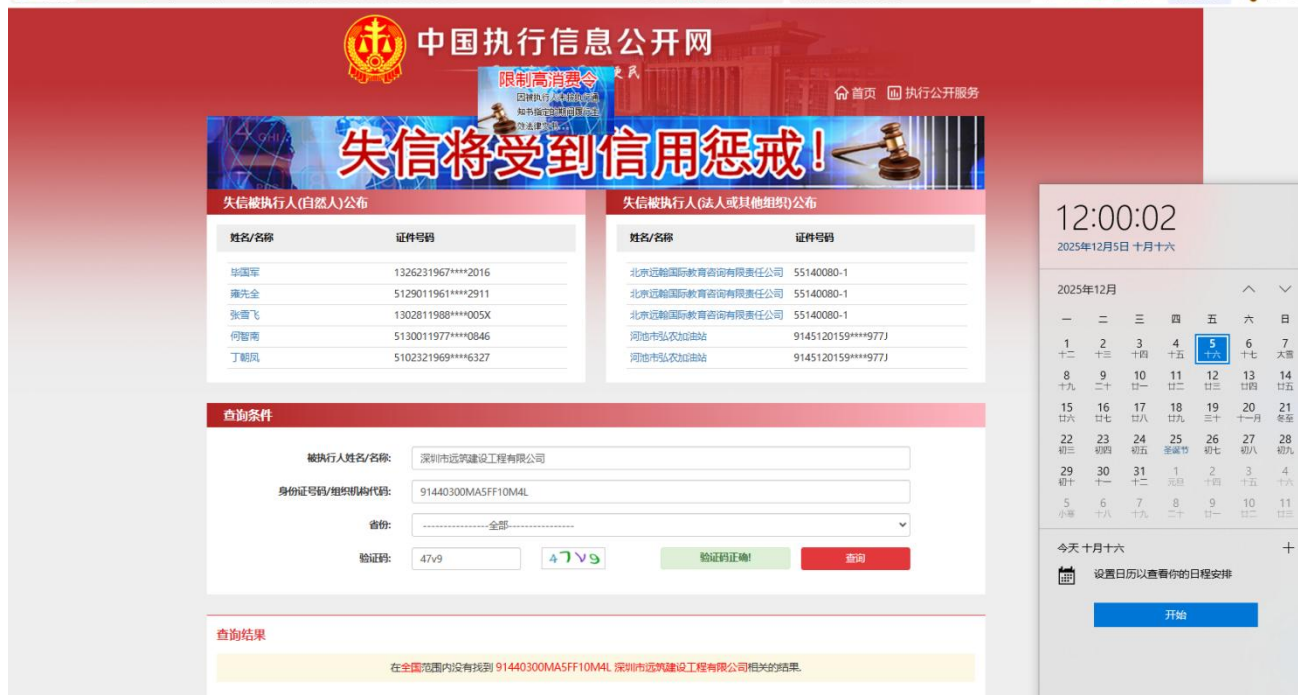 中国执行信息公开网
限制高消费令
首页 执行公开服务
失信将受到信用惩戒!
失信被执行人(自然人)公布
姓名/名称 证件号码
毕国军 1326231967****2016
雍先全 5129011961****2911
张雪飞 1302811988****005X
何智南 5130011977****0846
丁朝凤 5102321969****6327
失信被执行人(法人或其他组织)公布
姓名/名称 证件号码
北京远翰国际教育咨询有限责任公司 55140080-1
北京远翰国际教育咨询有限责任公司 55140080-1
北京远翰国际教育咨询有限责任公司 55140080-1
河池市弘农加油站 9145120159****977J
河池市弘农加油站 9145120159****977J
查询条件
被执行人姓名/名称: 深圳市远筑建设工程有限公司
身份证号码/组织机构代码: 91440300MA5FF10M4L
省份: ----------------全部----------------
验证码: 47v9 47V9 验证码正确! 查询
查询结果
在全国范围内没有找到 91440300MA5FF10M4L 深圳市远筑建设工程有限公司相关的结果.
12:00:02
2025年12月5日 十月十六
2025年12月
一 二 三 四 五 六 日
1 2 3 4 5 6 7
十二 十三 十四 十五 十六 十七 大雪
8 9 10 11 12 13 14
十九 二十 廿一 廿二 廿三 廿四 廿五
15 16 17 18 19 20 21
廿六 廿七 廿八 廿九 三十 十一月 冬至
22 23 24 25 26 27 28
初三 初四 初五 圣诞节 初七 初八 初九
29 30 31 1 2 3 4
初十 十一 十二 元旦 十四 十五 十六
5 6 7 8 9 10 11
小寒 十八 十九 二十 廿一 廿二 廿三
今天 十月十六
设置日历以查看你的日程安排
开始